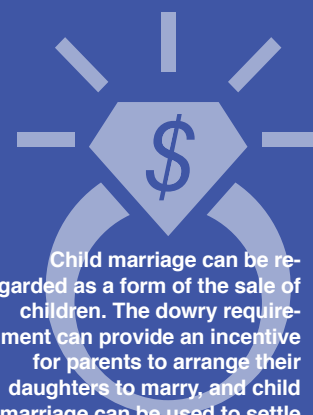 $
Child marriage can be re-
garded as a form of the sale of
children. The dowry require-
ment can provide an incentive
for parents to arrange their
daughters to marry, and child
marriage can be used to settle